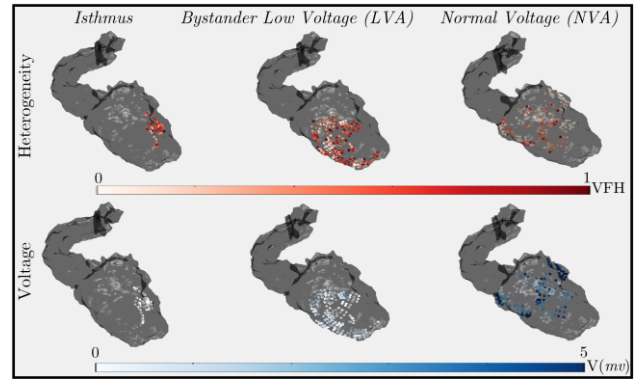 Isthmus
Bystander Low Voltage (LVA)
Normal Voltage (NVA)
Heterogeneity
0
1
VFH
Voltage
0
5
V(mv)